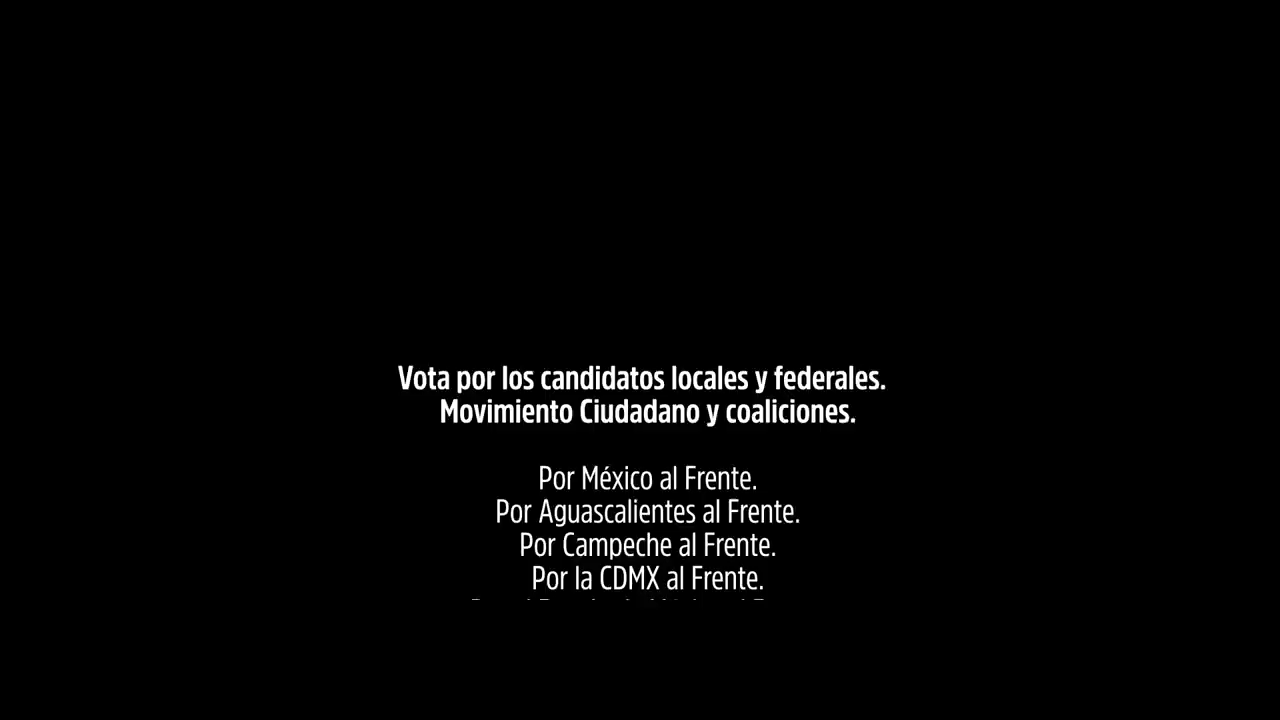 Vota por los candidatos locales y federales.
Movimiento Ciudadano y coaliciones.
Por México al Frente.
Por Aguascalientes al Frente.
Por Campeche al Frente.
Por la CDMX al Frente.